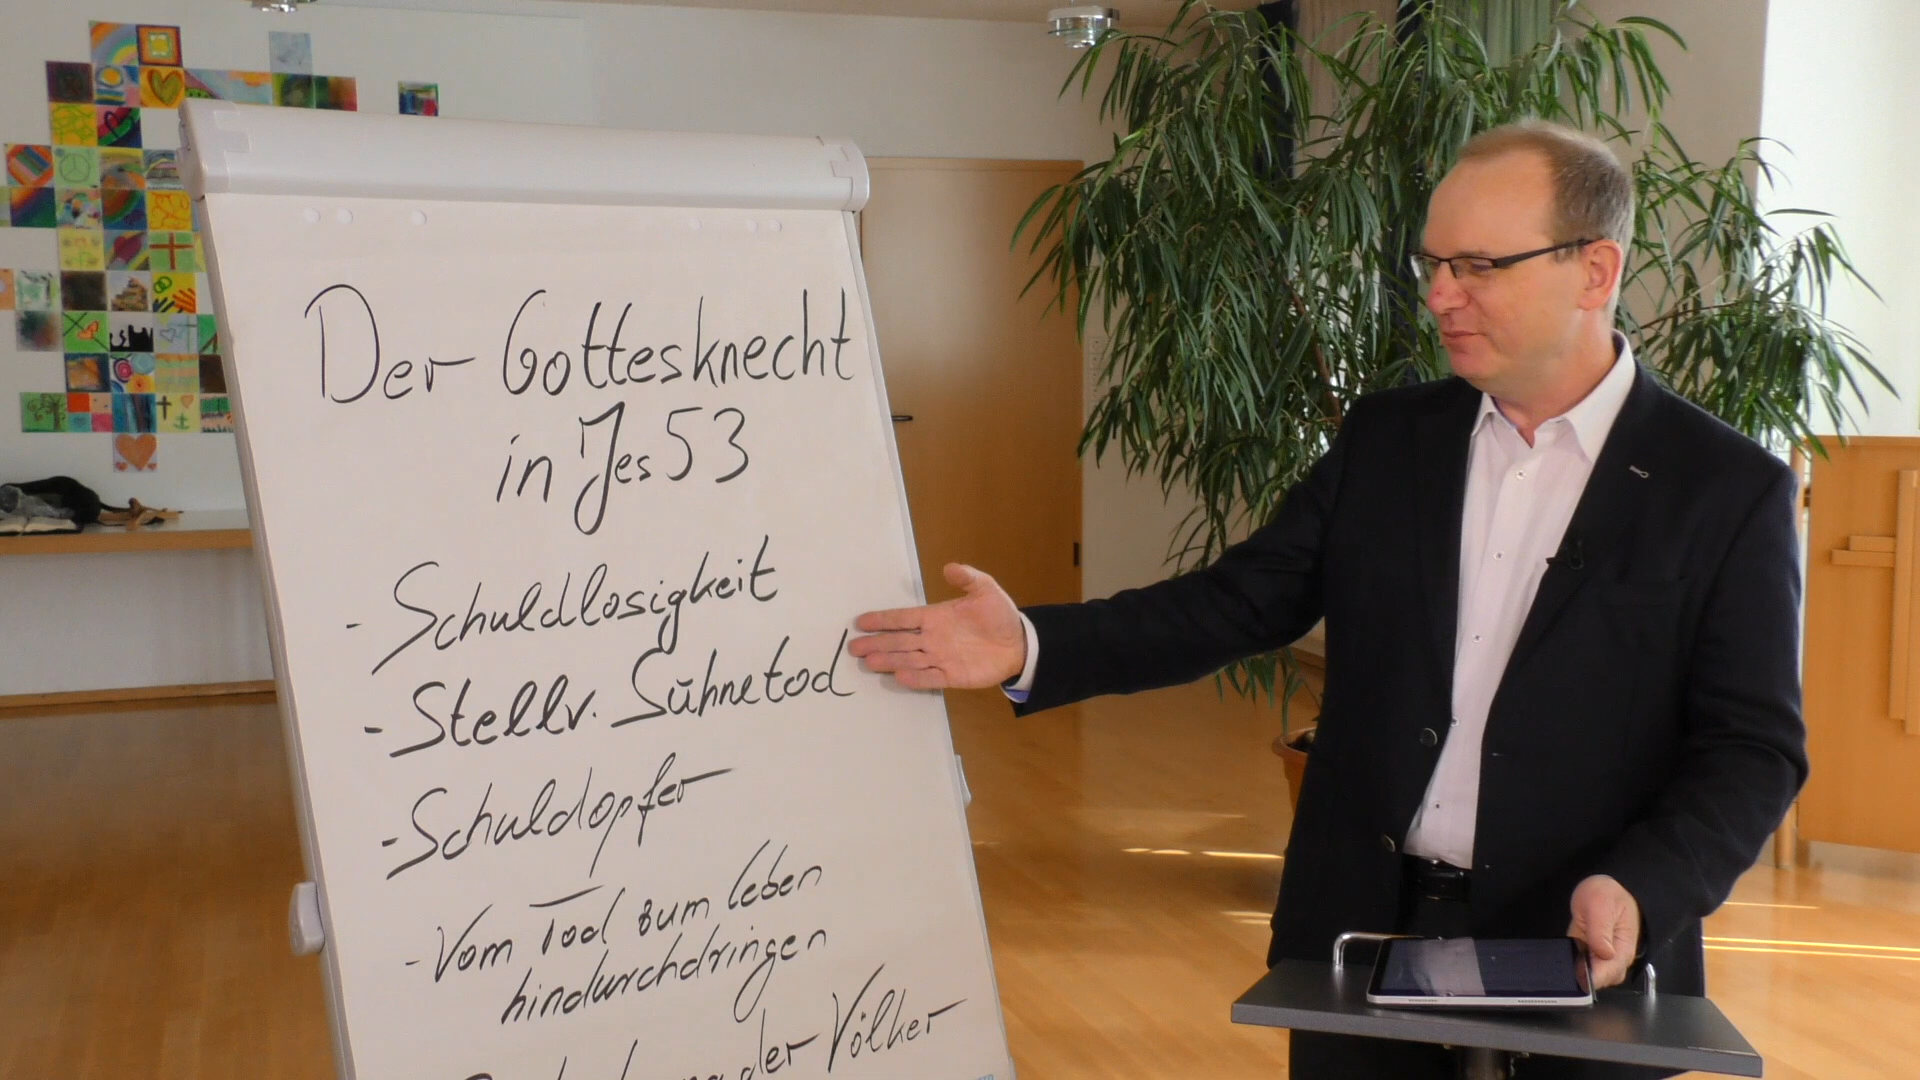 Der Gottesknecht
in Jes 53
- Schuldlosigkeit
- Stellv. Sühnetod
- Schuldopfer
- Vom Tod zum Leben
hindurchdringen
der Völker